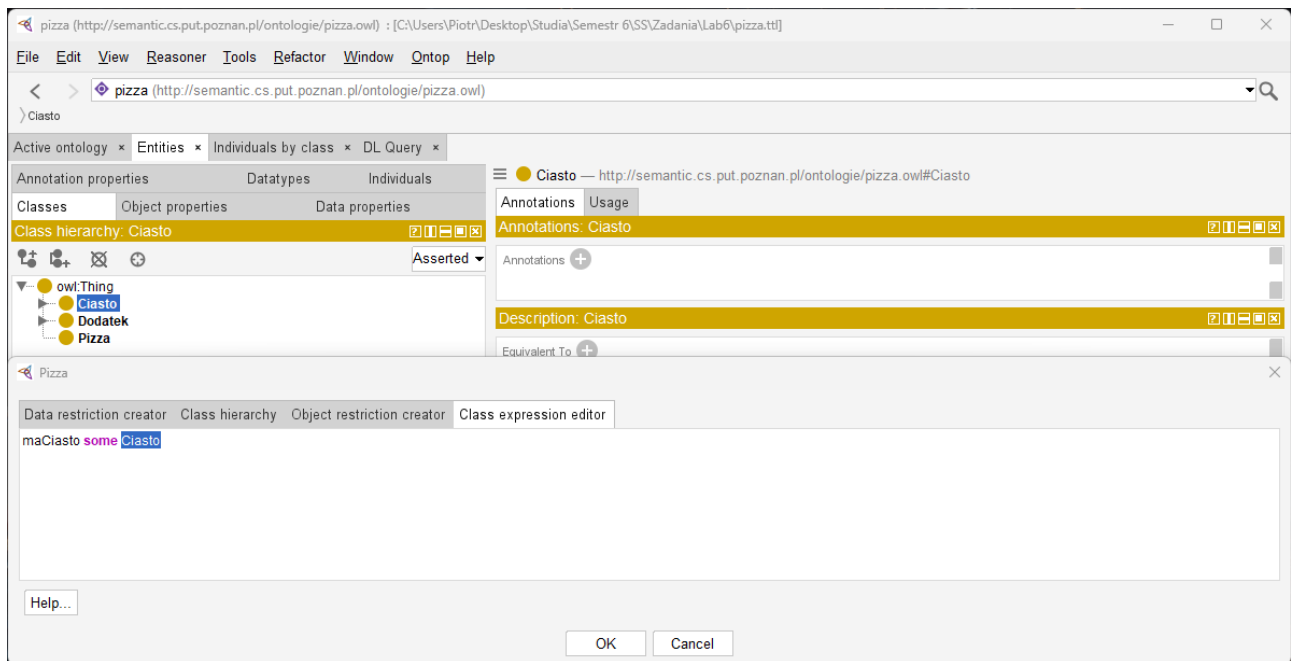 pizza (http://semantic.cs.put.poznan.pl/ontologie/pizza.owl) : [C:\Users\Piotr\Desktop\Studia\Semestr 6\SS\Zadania\Lab6\pizza.ttl]
File Edit View Reasoner Tools Refactor Window Ontop Help
pizza (http://semantic.cs.put.poznan.pl/ontologie/pizza.owl)
Ciasto
Active ontology × Entities × Individuals by class × DL Query ×
Annotation properties Datatypes Individuals
Classes Object properties Data properties
Class hierarchy: Ciasto
Asserted
owl:Thing
Ciasto
Dodatek
Pizza
Ciasto — http://semantic.cs.put.poznan.pl/ontologie/pizza.owl#Ciasto
Annotations Usage
Annotations: Ciasto
Annotations
Description: Ciasto
Equivalent To
Pizza
Data restriction creator Class hierarchy Object restriction creator Class expression editor
maCiasto some Ciasto
Help...
OK Cancel